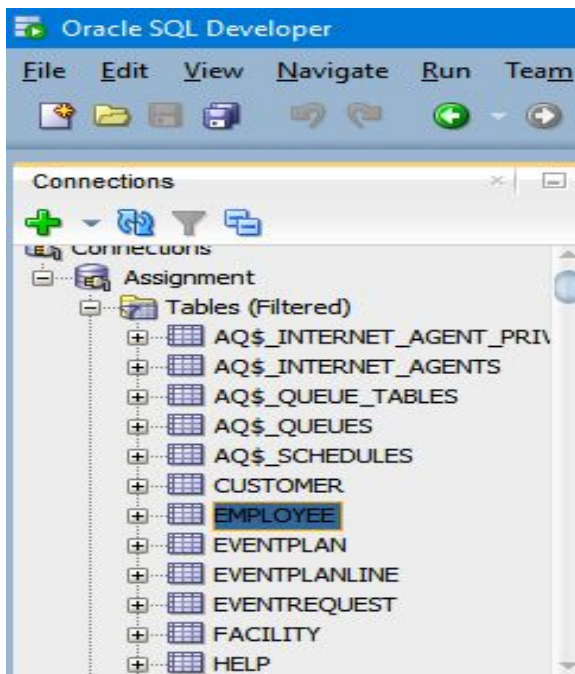 Oracle SQL Developer
File Edit View Navigate Run Team
Connections
Connections
Assignment
Tables (Filtered)
AQ$_INTERNET_AGENT_PRIV
AQ$_INTERNET_AGENTS
AQ$_QUEUE_TABLES
AQ$_QUEUES
AQ$_SCHEDULES
CUSTOMER
EMPLOYEE
EVENTPLAN
EVENTPLANLINE
EVENTREQUEST
FACILITY
HELP